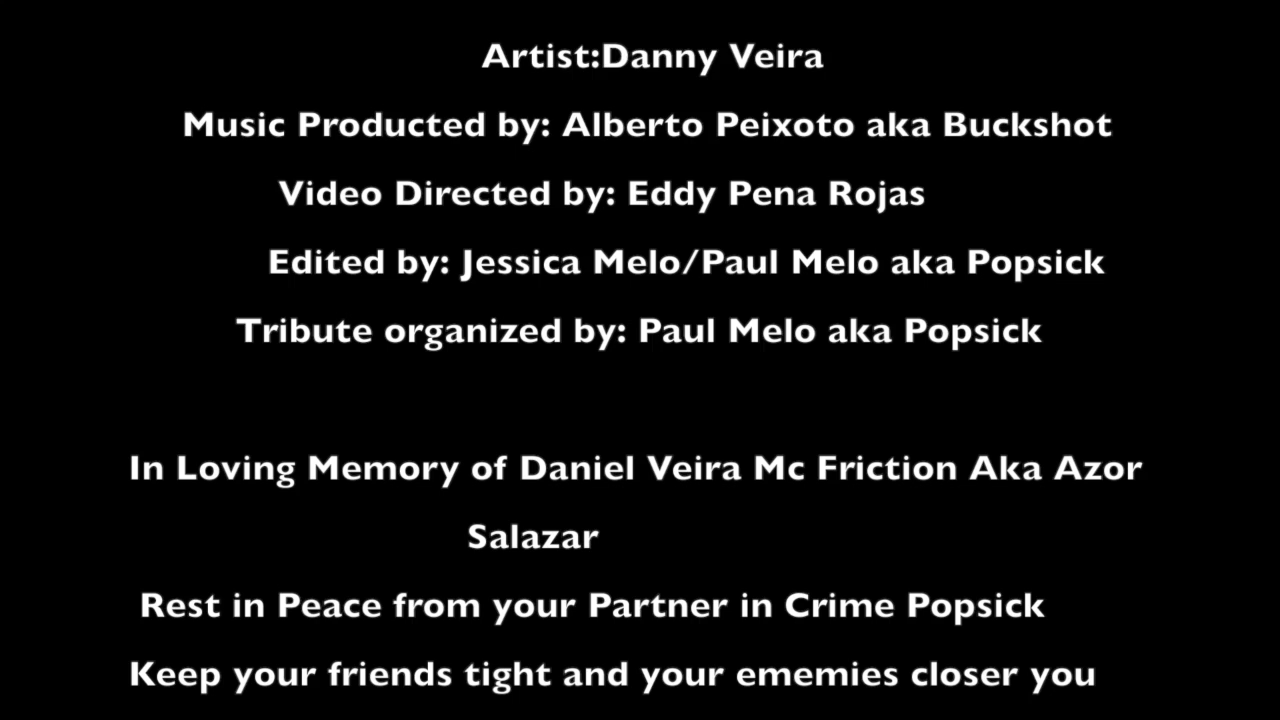 Artist:Danny Veira
Music Producted by: Alberto Peixoto aka Buckshot
Video Directed by: Eddy Pena Rojas
Edited by: Jessica Melo/Paul Melo aka Popsick
Tribute organized by: Paul Melo aka Popsick
In Loving Memory of Daniel Veira Mc Friction Aka Azor
Salazar
Rest in Peace from your Partner in Crime Popsick
Keep your friends tight and your ememies closer you